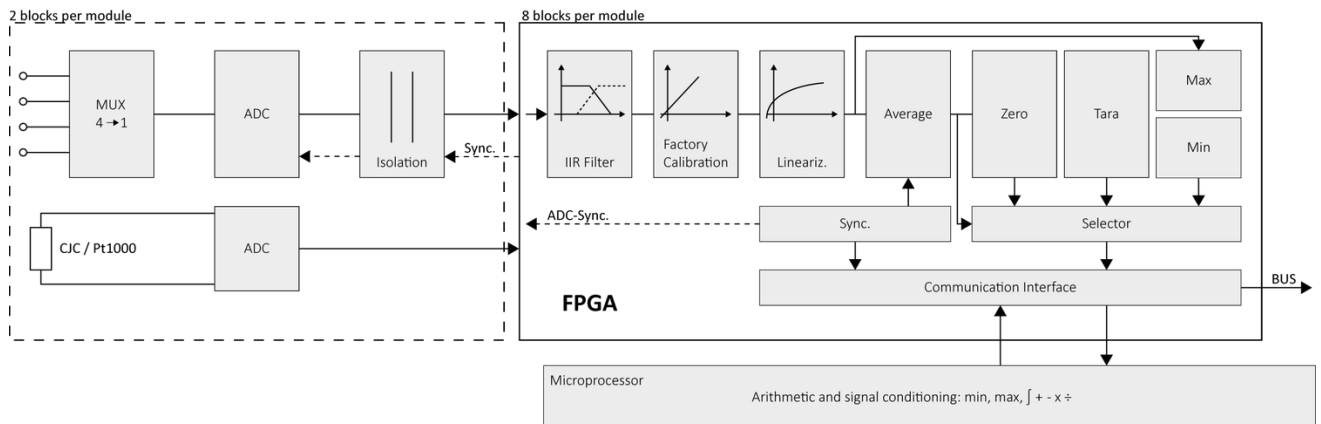 2 blocks per module
8 blocks per module
MUX
4 → 1
ADC
Isolation
Sync.
IIR Filter
Factory
Calibration
Lineariz.
Average
Zero
Tara
Max
Min
CJC / Pt1000
ADC
ADC-Sync.
Sync.
Selector
FPGA
Communication Interface
BUS
Microprocessor
Arithmetic and signal conditioning: min, max, ∫ + - x ÷